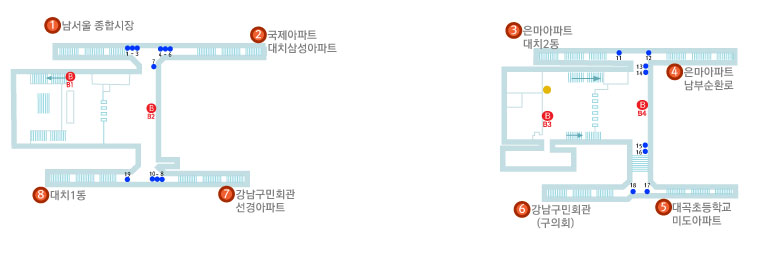 1 남서울 종합시장
2 국제아파트
대치삼성아파트
1 - 3
4 - 6
7
B
B1
B
B2
19
10 - 8
8 대치1동
7 강남구민회관
선경아파트
3 은마아파트
대치2동
11
12
13
14
4 은마아파트
남부순환로
B
B3
B
B4
15
16
18
17
6 강남구민회관
(구의회)
5 대곡초등학교
미도아파트